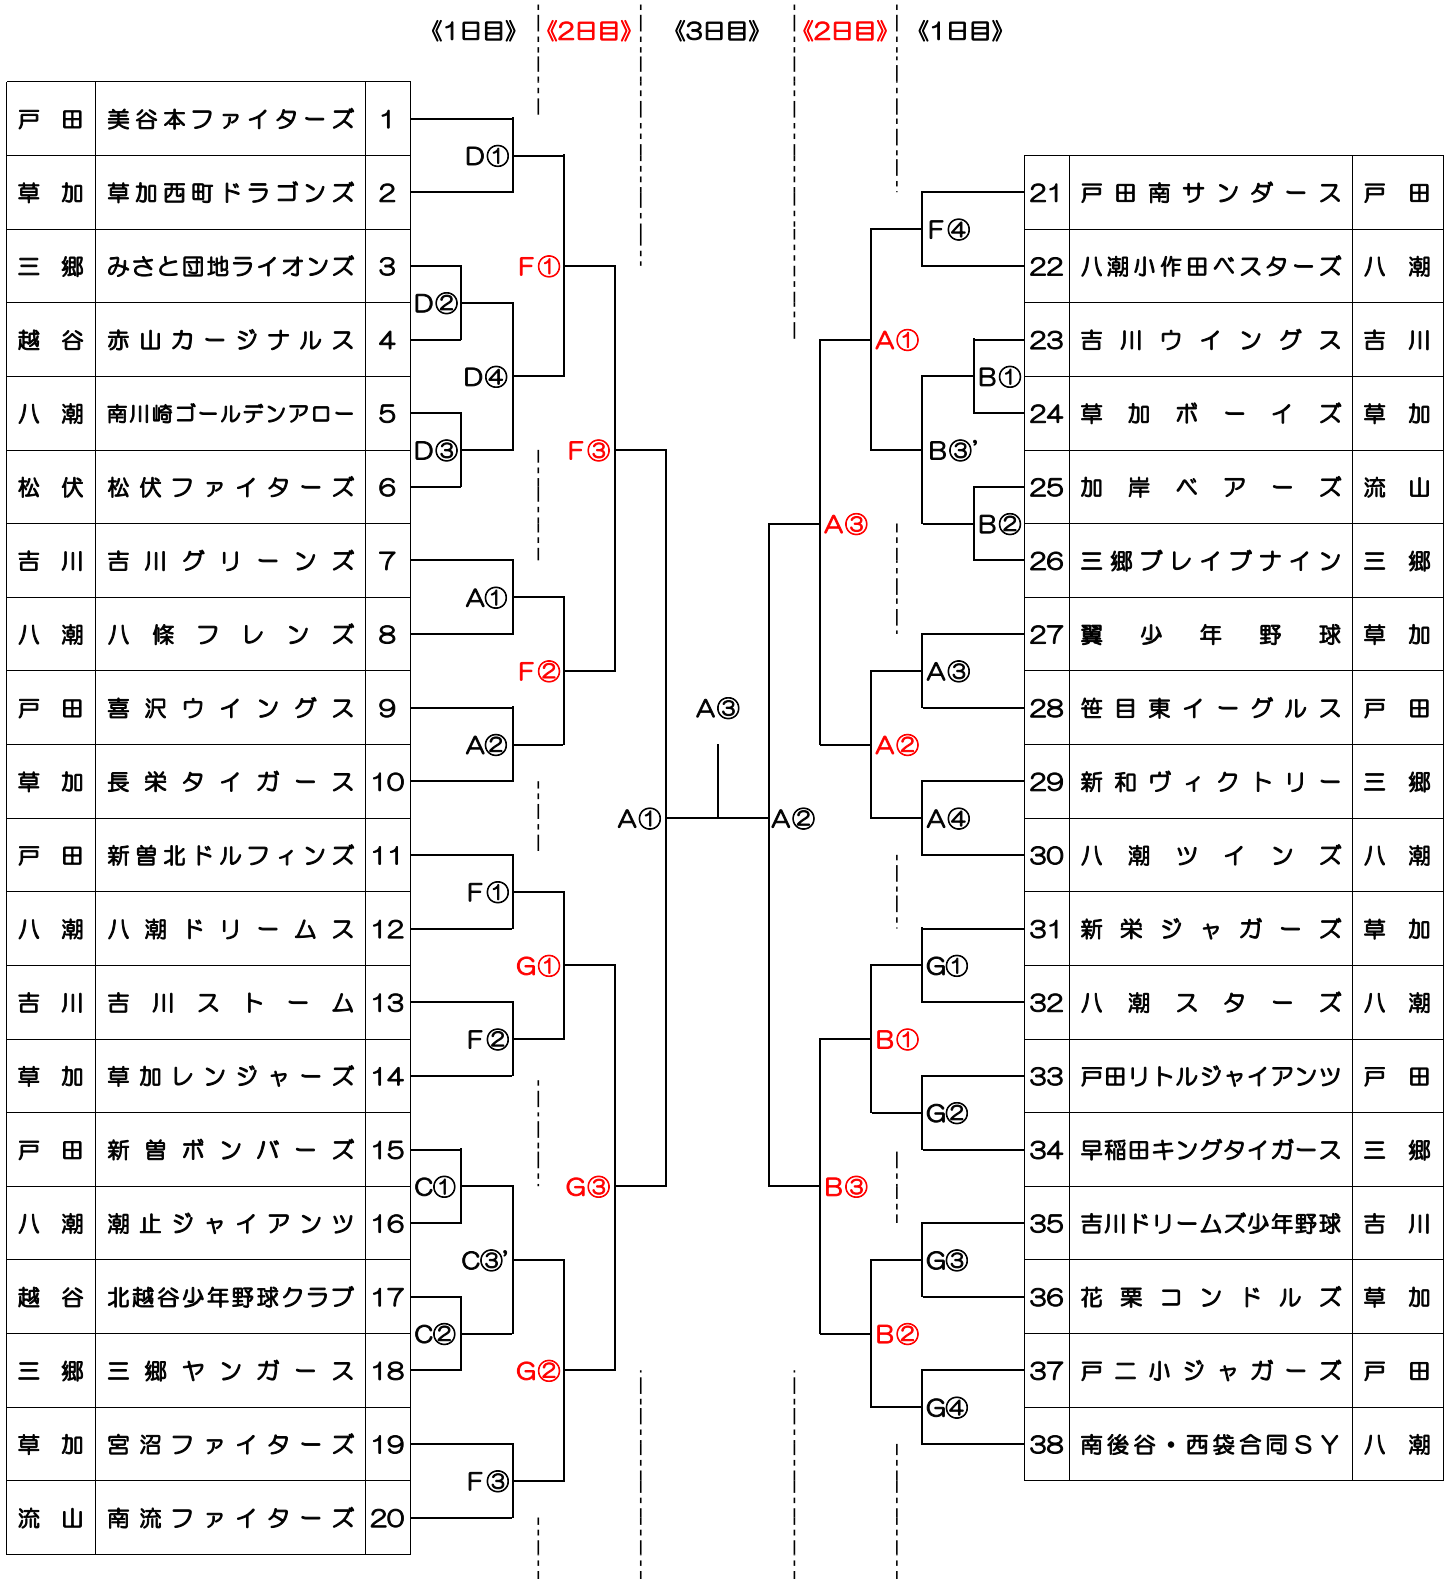 《1日目》 《2日目》 《3日目》 《2日目》 《1日目》
戸田 美谷本ファイターズ 1
D①
草加 草加西町ドラゴンズ 2
F①
三郷 みさと団地ライオンズ 3
D②
越谷 赤山カージナルス 4
D④
八潮 南川崎ゴールデンアロー 5
D③
F③
松伏 松伏ファイターズ 6
吉川 吉川グリーンズ 7
A①
八潮 八條フレンズ 8
F②
戸田 喜沢ウイングス 9
A②
草加 長栄タイガース 10
A①
戸田 新曽北ドルフィンズ 11
F①
八潮 八潮ドリームス 12
G①
吉川 吉川ストーム 13
F②
草加 草加レンジャーズ 14
戸田 新曽ボンバーズ 15
C①
G③
八潮 潮止ジャイアンツ 16
C③'
越谷 北越谷少年野球クラブ 17
C②
三郷 三郷ヤンガース 18
G②
草加 宮沼ファイターズ 19
F③
流山 南流ファイターズ 20
A③
21 戸田南サンダース 戸田
F④
22 八潮小作田ベスターズ 八潮
A①
23 吉川ウイングス 吉川
B①
24 草加ボーイズ 草加
B③'
25 加岸ベアーズ 流山
B②
A③
26 三郷ブレイブナイン 三郷
27 翼少年野球 草加
A③
28 笹目東イーグルス 戸田
A②
29 新和ヴィクトリー 三郷
A④
A②
30 八潮ツインズ 八潮
31 新栄ジャガーズ 草加
G①
32 八潮スターズ 八潮
B①
33 戸田リトルジャイアンツ 戸田
G②
34 早稲田キングタイガース 三郷
B③
35 吉川ドリームズ少年野球 吉川
G③
36 花栗コンドルズ 草加
B②
37 戸二小ジャガーズ 戸田
G④
38 南後谷・西袋合同SY 八潮